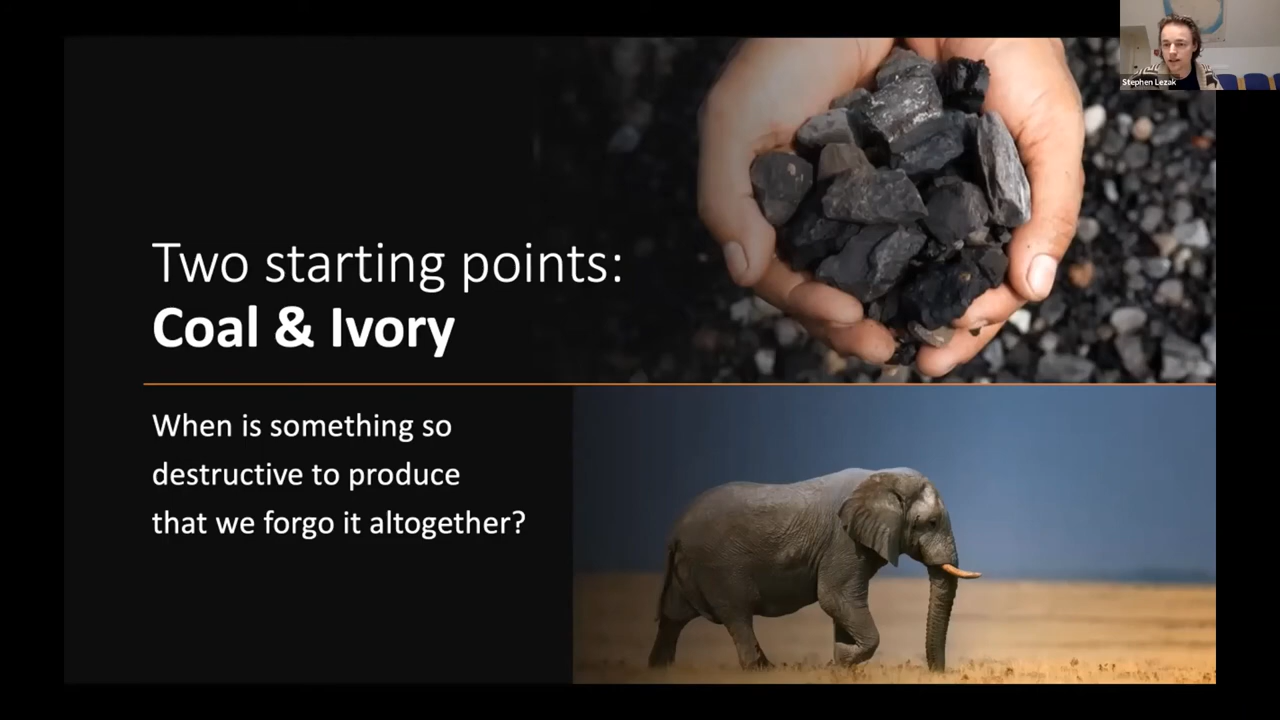 Stephen Lezak
Two starting points:
Coal & Ivory
When is something so
destructive to produce
that we forgo it altogether?